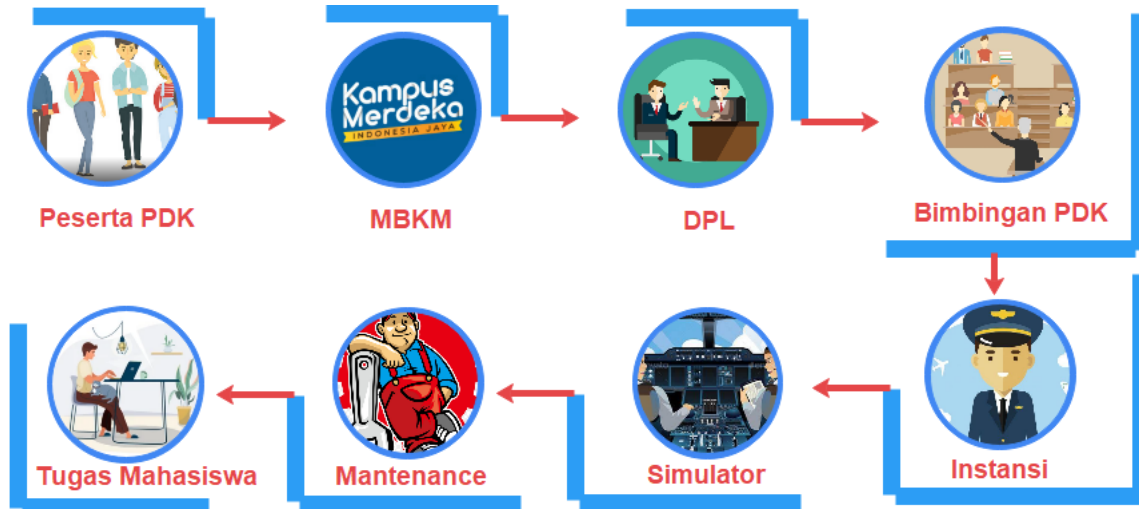 Kampus
Merdeka
INDONESIA JAYA
Peserta PDK
MBKM
DPL
Bimbingan PDK
Tugas Mahasiswa
Mantenance
Simulator
Instansi